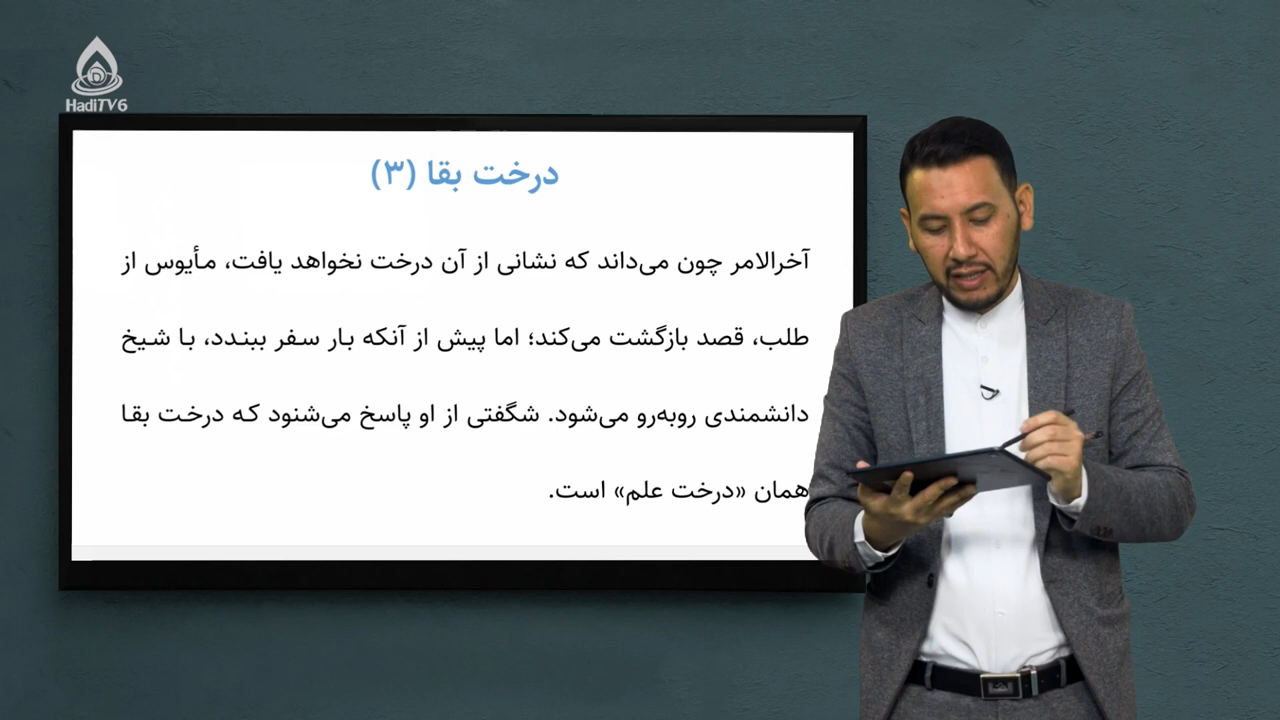 HadiTV6
درخت بقا (۳)
آخرالامر چون می‌داند که نشانی از آن درخت نخواهد یافت، مأیوس از
طلب، قصد بازگشت می‌کند؛ اما پیش از آنکه بار سفر ببندد، با شیخ
دانشمندی روبه‌رو می‌شود. شگفتی از او پاسخ می‌شنود که درخت بقا
همان «درخت علم» است.